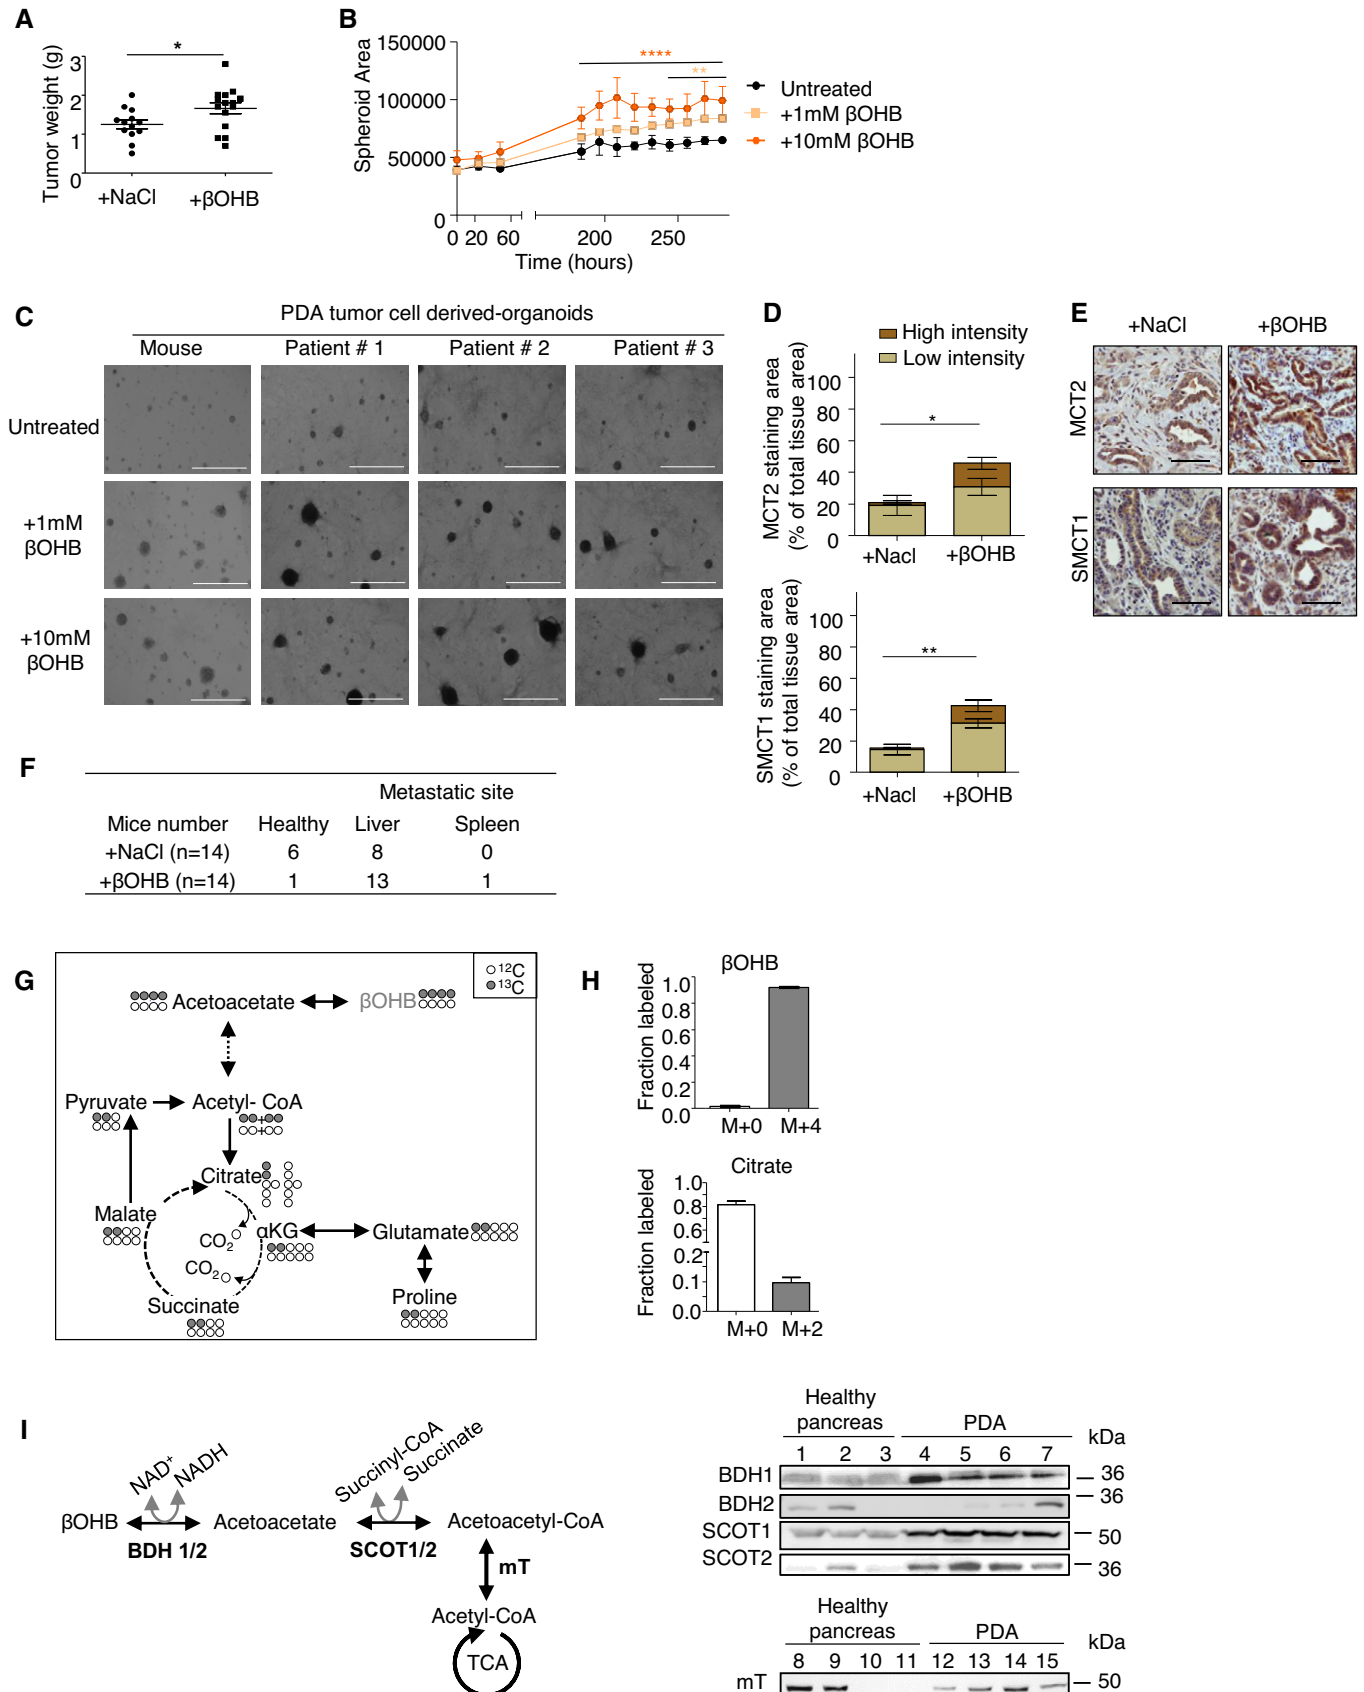 A
Tumor weight (g)
3
2
1
0
*
+NaCl
+βOHB
B
Spheroid Area
150000
100000
50000
0
****
**
0 20 60 200 250
Time (hours)
Untreated
+1mM βOHB
+10mM βOHB
C
PDA tumor cell derived-organoids
Mouse Patient # 1 Patient # 2 Patient # 3
Untreated
+1mM
βOHB
+10mM
βOHB
D
High intensity
Low intensity
MCT2 staining area
(% of total tissue area)
100
80
60
40
20
0
*
+Nacl +βOHB
SMCT1 staining area
(% of total tissue area)
100
80
60
40
20
0
**
+Nacl +βOHB
E
+NaCl +βOHB
MCT2
SMCT1
F
Metastatic site
Mice number Healthy Liver Spleen
+NaCl (n=14) 6 8 0
+βOHB (n=14) 1 13 1
G
12C
13C
Acetoacetate βOHB
Pyruvate Acetyl- CoA
+
+
Citrate
Malate
CO2
αKG Glutamate
CO2
Succinate
Proline
H
βOHB
Fraction labeled
1.0
0.8
0.6
0.4
0.2
0.0
M+0 M+4
Citrate
Fraction labeled
1.0
0.8
0.6
0.2
0.1
0.0
M+0 M+2
I
NAD+ NADH
Succinyl-CoA Succinate
βOHB Acetoacetate Acetoacetyl-CoA
BDH 1/2 SCOT1/2
mT
Acetyl-CoA
TCA
Healthy
pancreas PDA
kDa
1 2 3 4 5 6 7
BDH1 36
BDH2 36
SCOT1 50
SCOT2 36
Healthy
pancreas PDA
kDa
8 9 10 11 12 13 14 15
mT 50